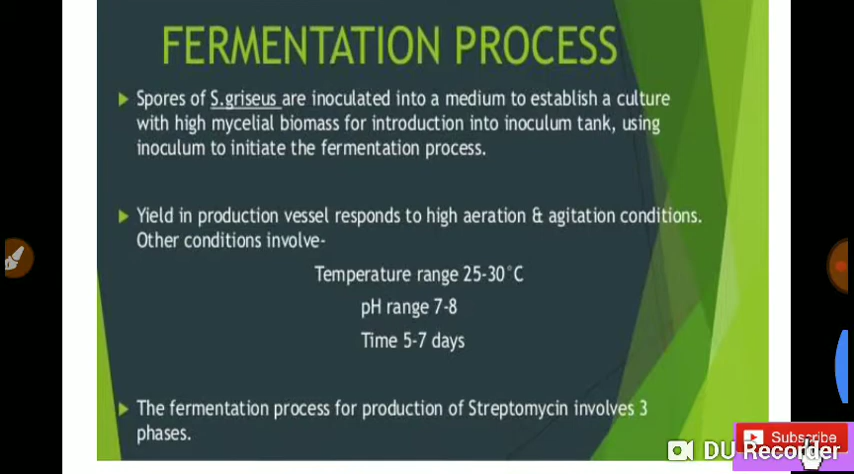 FERMENTATION PROCESS
Spores of S.griseus are inoculated into a medium to establish a culture
with high mycelial biomass for introduction into inoculum tank, using
inoculum to initiate the fermentation process.
Yield in production vessel responds to high aeration & agitation conditions.
Other conditions involve-
Temperature range 25-30°C
pH range 7-8
Time 5-7 days
The fermentation process for production of Streptomycin involves 3
phases.
Subscribe
DU Recorder